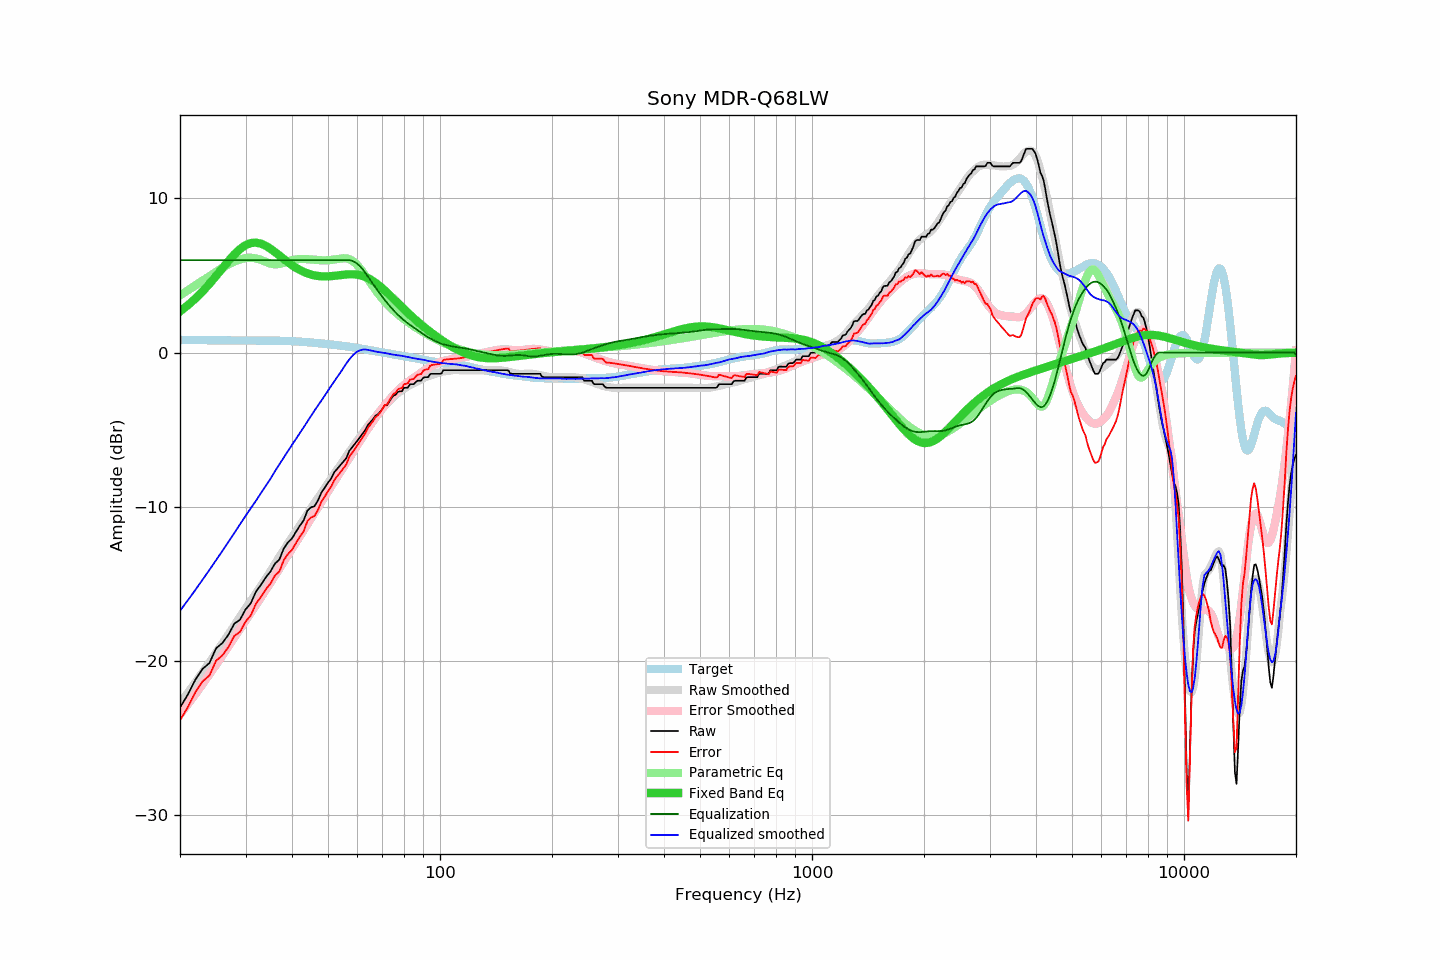 Sony MDR-Q68LW
10
0
−10
−20
−30
Amplitude (dBr)
Target
Raw Smoothed
Error Smoothed
Raw
Error
Parametric Eq
Fixed Band Eq
Equalization
Equalized smoothed
100
1000
10000
Frequency (Hz)